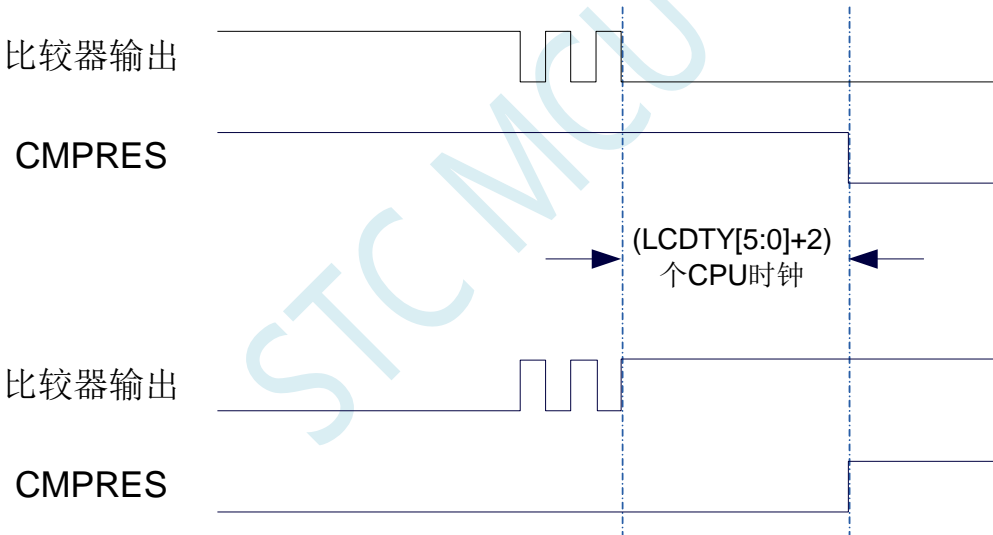 比较器输出
CMPRES
(LCDTY[5:0]+2)
个CPU时钟
比较器输出
CMPRES
STC MCU